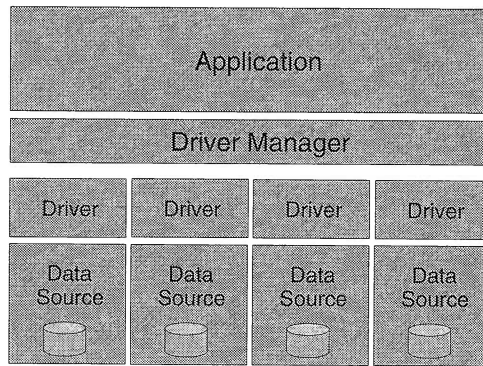 Application
Driver Manager
Driver Driver Driver Driver
Data Data Data Data
Source Source Source Source